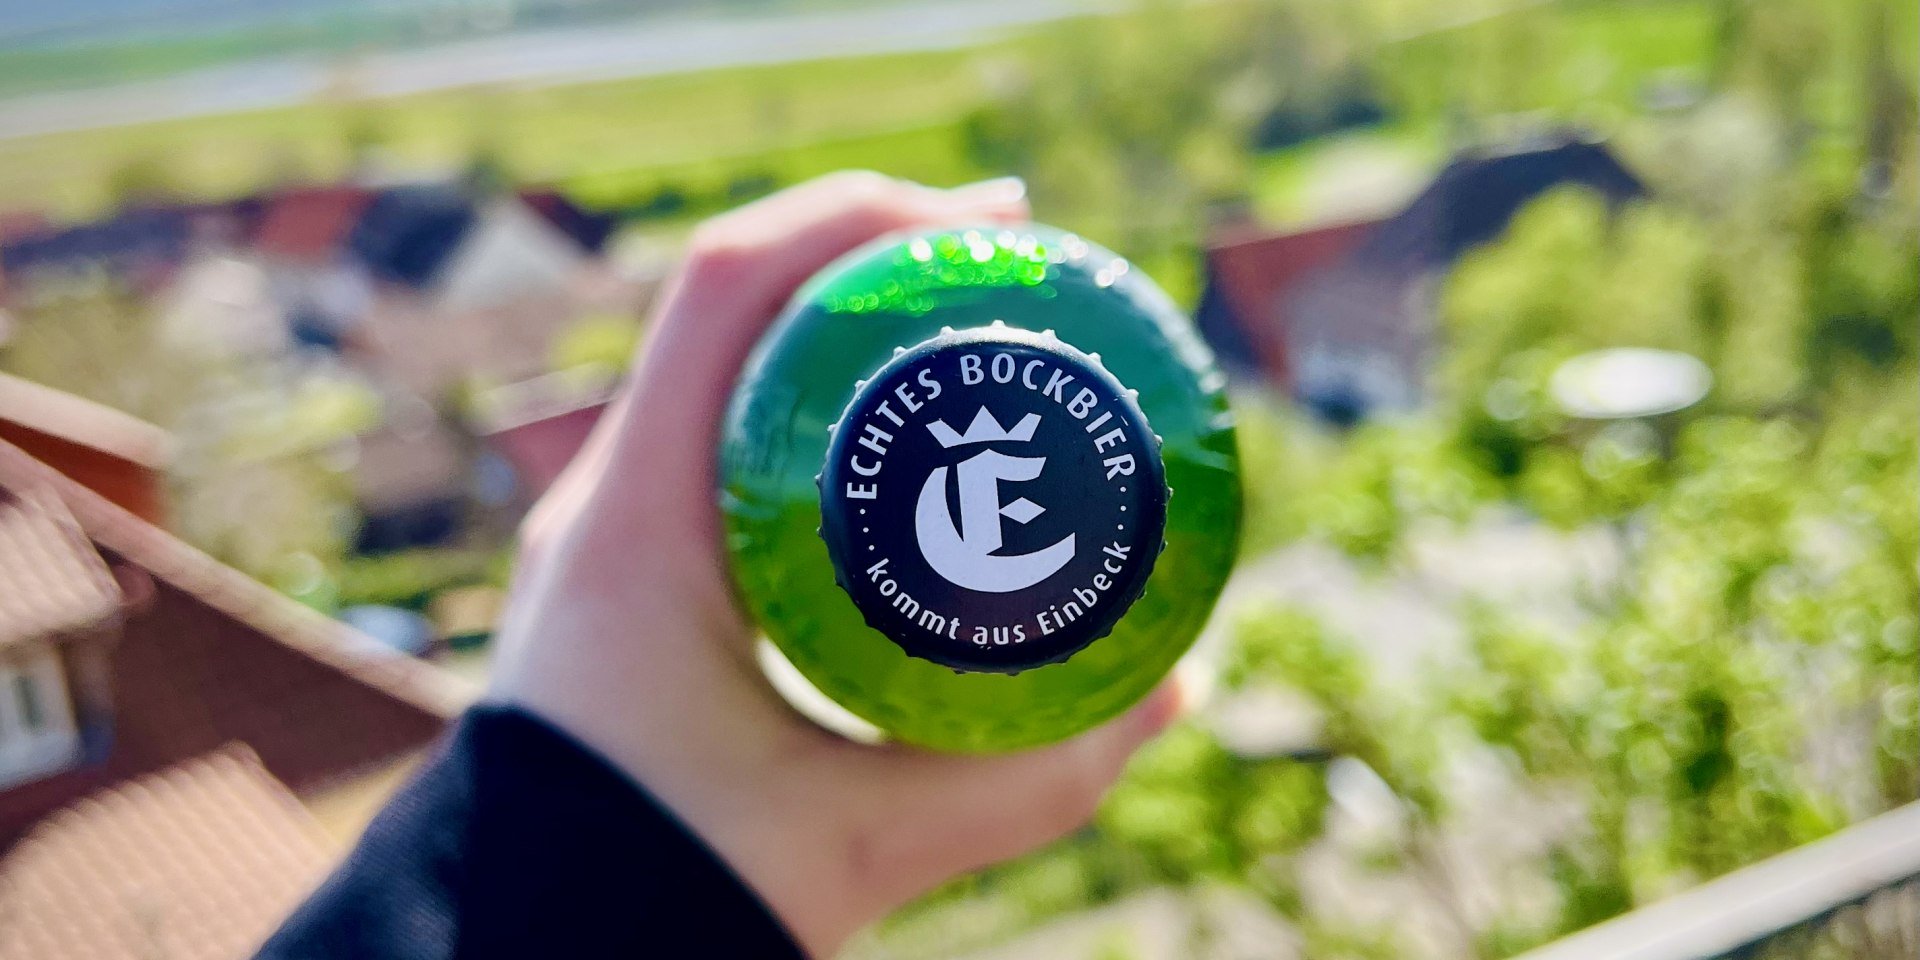 ECHTES BOCKBIER
E
kommt aus Einbeck